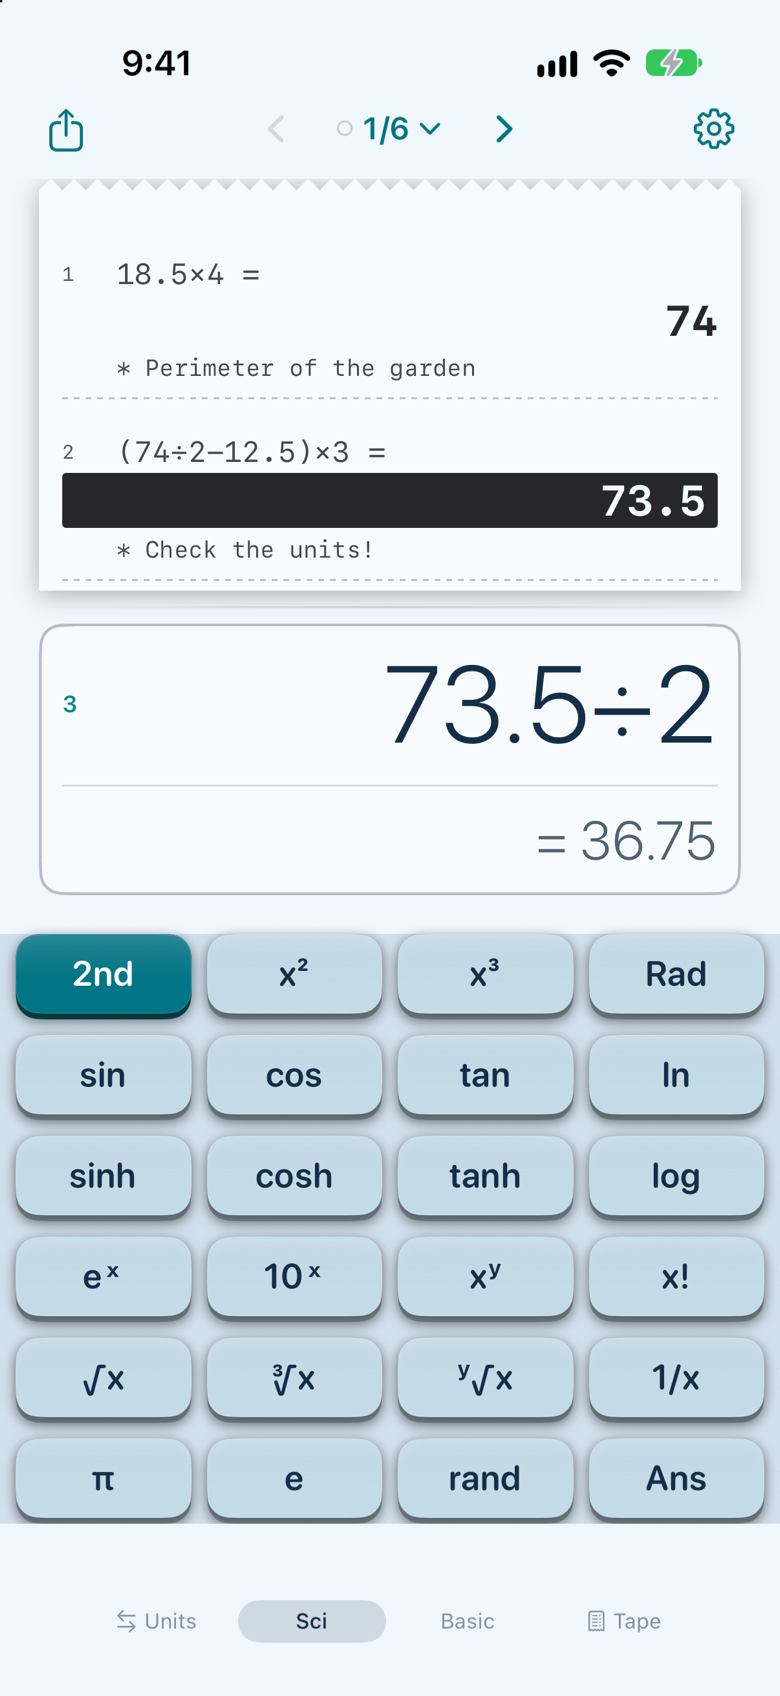 9:41
1/6
1 18.5×4 =
74
* Perimeter of the garden
2 (74÷2–12.5)×3 =
73.5
* Check the units!
3 73.5÷2
= 36.75
2nd x² x³ Rad
sin cos tan ln
sinh cosh tanh log
eˣ 10ˣ xʸ x!
√x ³√x ʸ√x 1/x
π e rand Ans
Units Sci Basic Tape